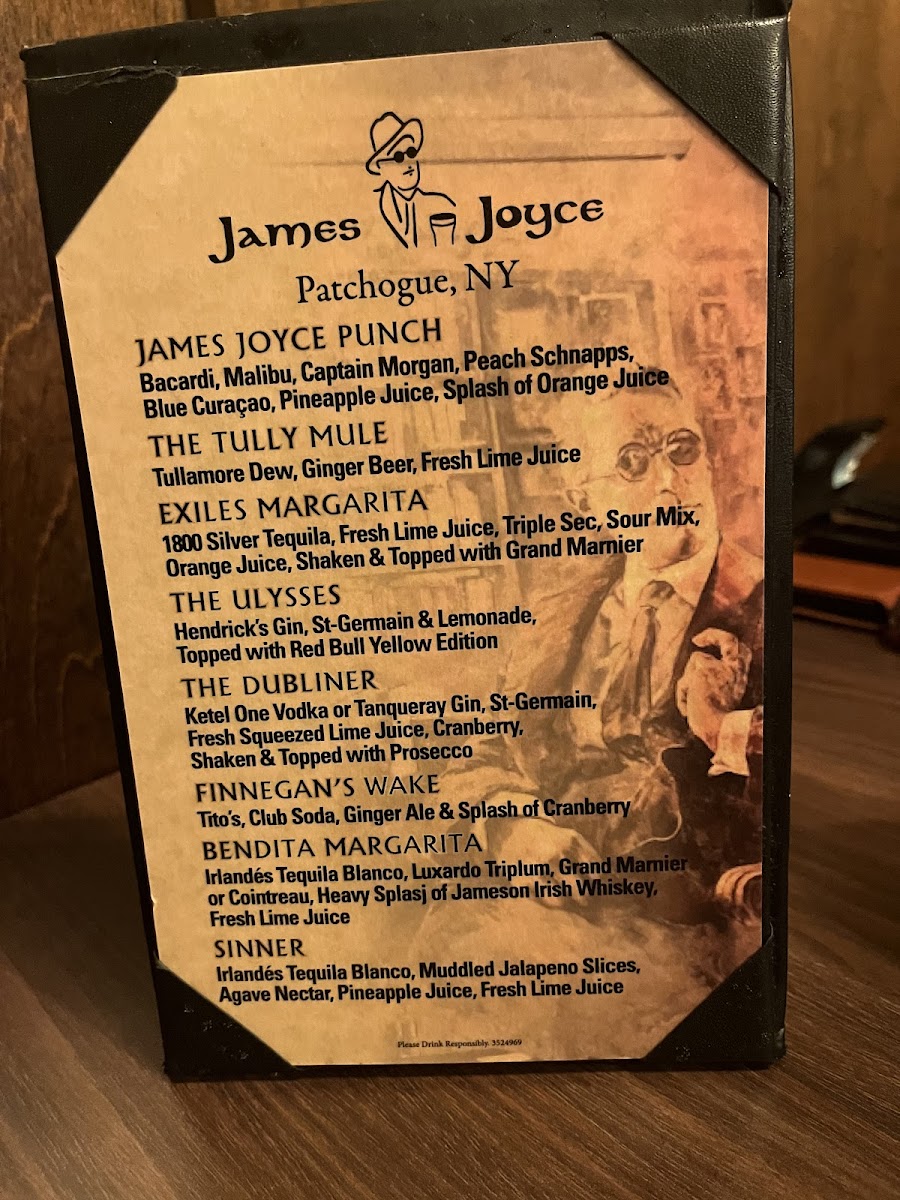 James Joyce
Patchogue, NY
JAMES JOYCE PUNCH
Bacardi, Malibu, Captain Morgan, Peach Schnapps,
Blue Curaçao, Pineapple Juice, Splash of Orange Juice
THE TULLY MULE
Tullamore Dew, Ginger Beer, Fresh Lime Juice
EXILES MARGARITA
1800 Silver Tequila, Fresh Lime Juice, Triple Sec, Sour Mix,
Orange Juice, Shaken & Topped with Grand Marnier
THE ULYSSES
Hendrick's Gin, St-Germain & Lemonade,
Topped with Red Bull Yellow Edition
THE DUBLINER
Ketel One Vodka or Tanqueray Gin, St-Germain,
Fresh Squeezed Lime Juice, Cranberry,
Shaken & Topped with Prosecco
FINNEGAN'S WAKE
Tito's, Club Soda, Ginger Ale & Splash of Cranberry
BENDITA MARGARITA
Irlandés Tequila Blanco, Luxardo Triplum, Grand Marnier
or Cointreau, Heavy Splasj of Jameson Irish Whiskey,
Fresh Lime Juice
SINNER
Irlandés Tequila Blanco, Muddled Jalapeno Slices,
Agave Nectar, Pineapple Juice, Fresh Lime Juice
Please Drink Responsibly. 3524969